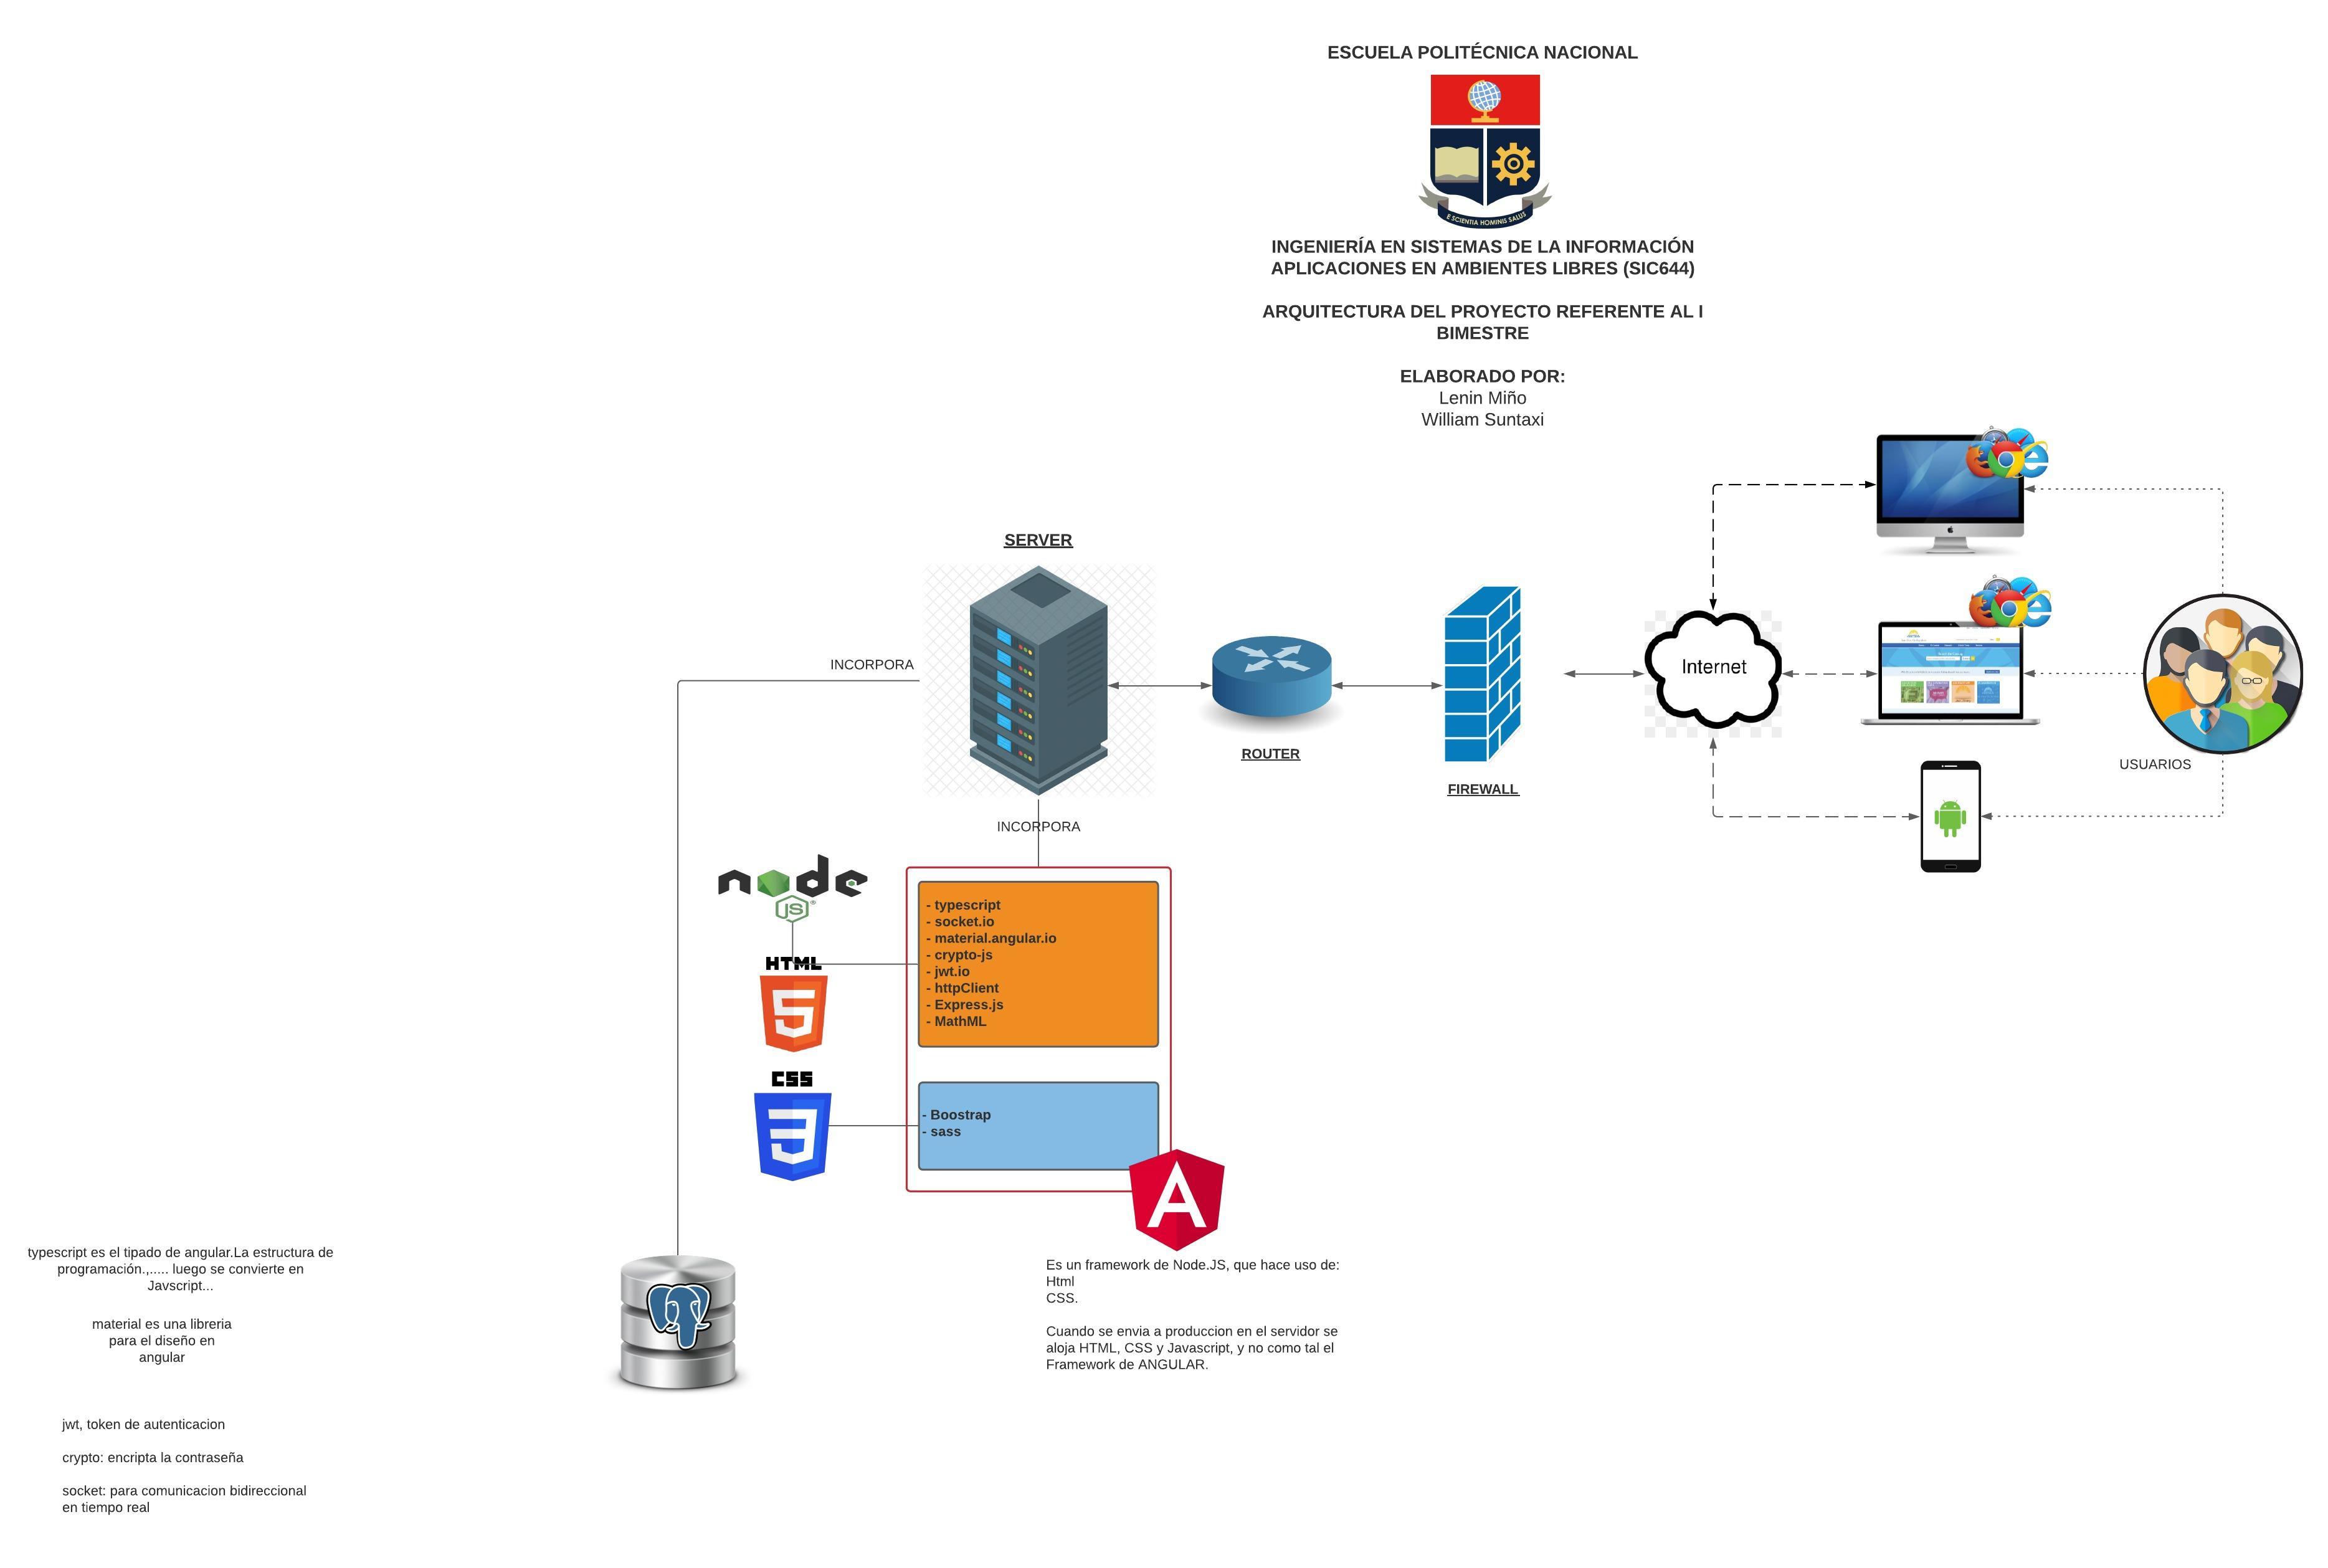 ESCUELA POLITÉCNICA NACIONAL
E SCIENTIA HOMINIS SALUS
INGENIERÍA EN SISTEMAS DE LA INFORMACIÓN
APLICACIONES EN AMBIENTES LIBRES (SIC644)
ARQUITECTURA DEL PROYECTO REFERENTE AL I
BIMESTRE
ELABORADO POR:
Lenin Miño
William Suntaxi
SERVER
INCORPORA
ROUTER
FIREWALL
Internet
USUARIOS
INCORPORA
node
JS
HTML
5
- typescript
- socket.io
- material.angular.io
- crypto-js
- jwt.io
- httpClient
- Express.js
- MathML
CSS
3
- Boostrap
- sass
A
Es un framework de Node.JS, que hace uso de:
Html
CSS.
Cuando se envia a produccion en el servidor se
aloja HTML, CSS y Javascript, y no como tal el
Framework de ANGULAR.
typescript es el tipado de angular.La estructura de
programación.,..... luego se convierte en
Javscript...
material es una libreria
para el diseño en
angular
jwt, token de autenticacion
crypto: encripta la contraseña
socket: para comunicacion bidireccional
en tiempo real